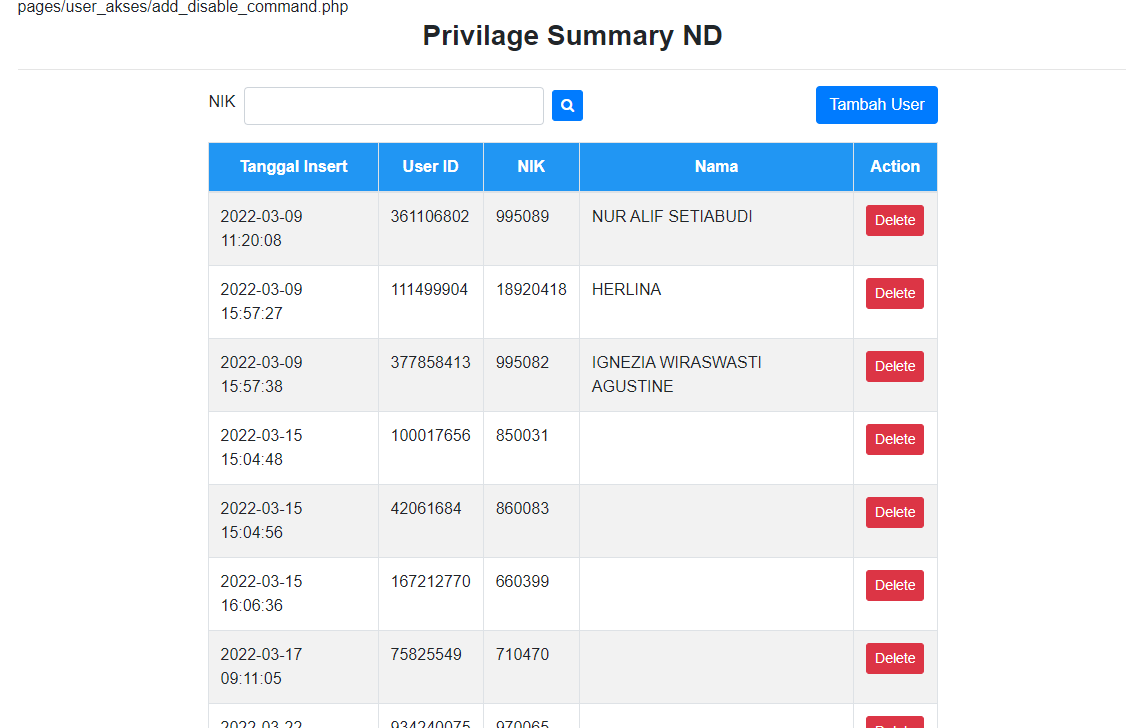 pages/user_akses/add_disable_command.php
Privilage Summary ND
NIK
Tambah User
Tanggal Insert User ID NIK Nama Action
2022-03-09 361106802 995089 NUR ALIF SETIABUDI Delete
11:20:08
2022-03-09 111499904 18920418 HERLINA Delete
15:57:27
2022-03-09 377858413 995082 IGNEZIA WIRASWASTI Delete
15:57:38 AGUSTINE
2022-03-15 100017656 850031 Delete
15:04:48
2022-03-15 42061684 860083 Delete
15:04:56
2022-03-15 167212770 660399 Delete
16:06:36
2022-03-17 75825549 710470 Delete
09:11:05
2022-03-22 934240075 970065